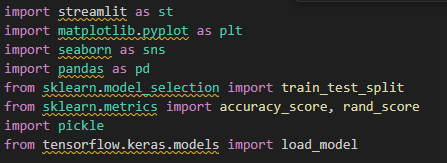 import streamlit as st
import matplotlib.pyplot as plt
import seaborn as sns
import pandas as pd
from sklearn.model_selection import train_test_split
from sklearn.metrics import accuracy_score, rand_score
import pickle
from tensorflow.keras.models import load_model